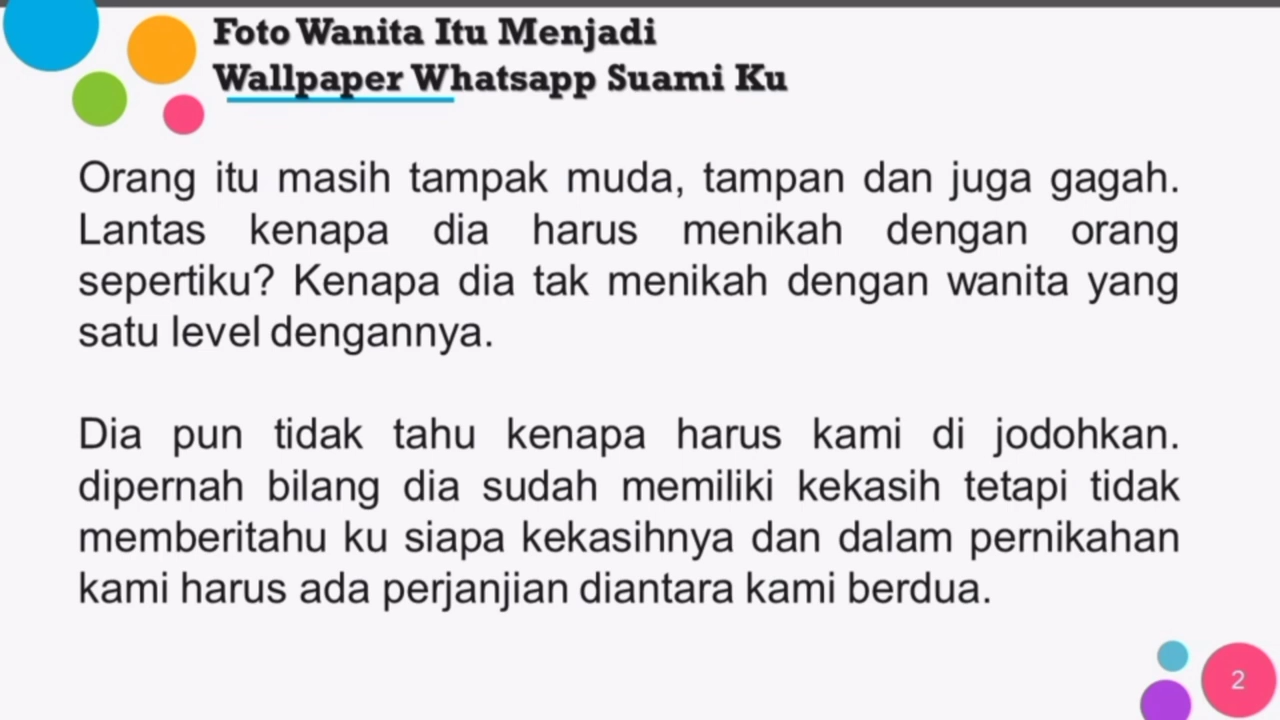 Foto Wanita Itu Menjadi
Wallpaper Whatsapp Suami Ku
Orang itu masih tampak muda, tampan dan juga gagah.
Lantas kenapa dia harus menikah dengan orang
sepertiku? Kenapa dia tak menikah dengan wanita yang
satu level dengannya.
Dia pun tidak tahu kenapa harus kami di jodohkan.
dipernah bilang dia sudah memiliki kekasih tetapi tidak
memberitahu ku siapa kekasihnya dan dalam pernikahan
kami harus ada perjanjian diantara kami berdua.
2